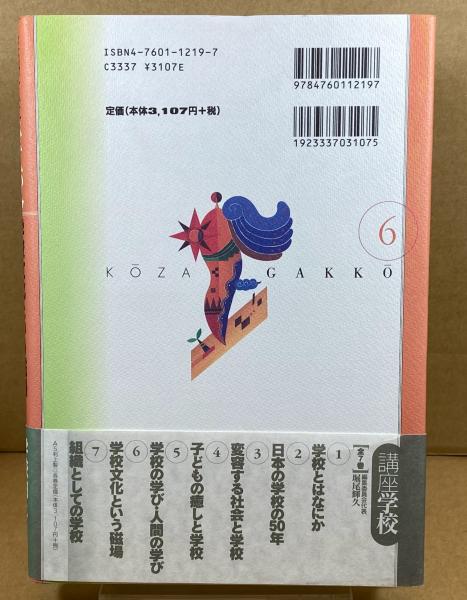 ISBN4-7601-1219-7
C3337 ¥3107E
定価(本体3,107円+税)
9784760112197
1923337031075
6
KŌZA GAKKŌ
講座学校
[全7巻]
編集委員会代表
堀尾輝久
1
学校とはなにか
2
日本の学校の50年
3
変容する社会と学校
4
子どもの癒しと学校
5
学校の学び・人間の学び
6
学校文化という磁場
7
組織としての学校